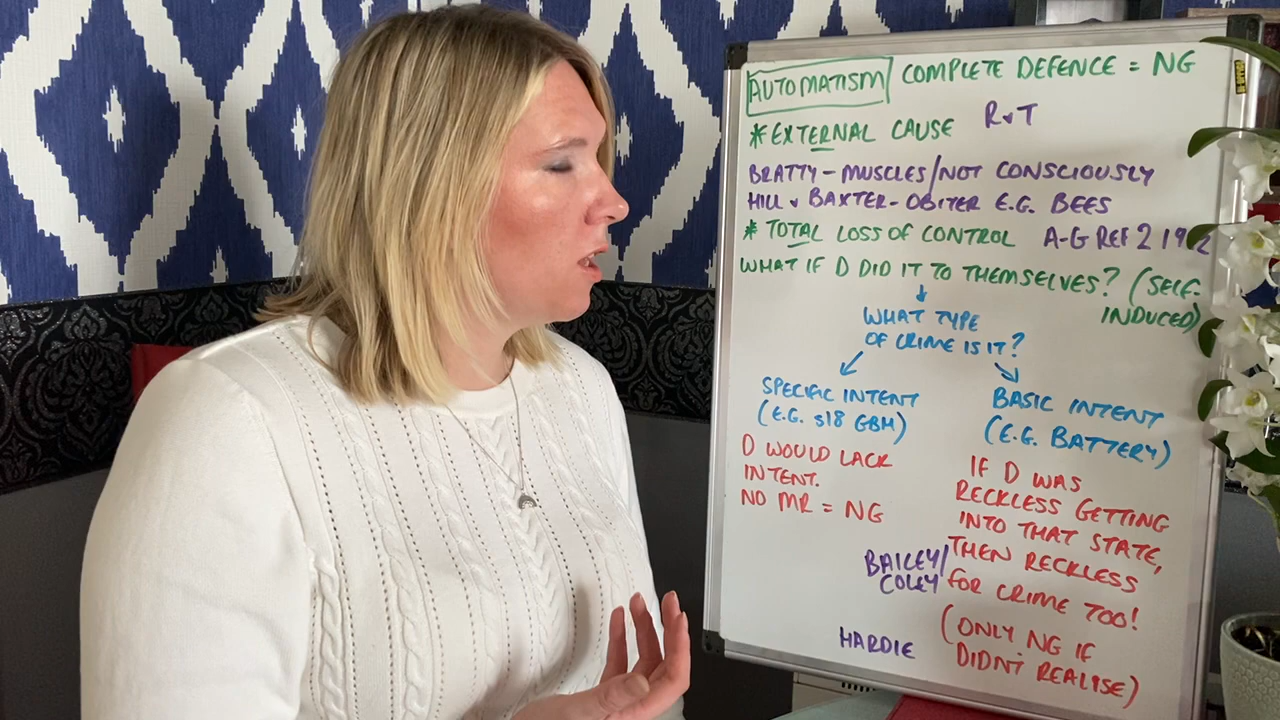 AUTOMATISM COMPLETE DEFENCE = NG
* EXTERNAL CAUSE R v T
BRATTY - MUSCLES/NOT CONSCIOUSLY
HILL v BAXTER - OBITER E.G. BEES
* TOTAL LOSS OF CONTROL A-G REF 2 19
WHAT IF D DID IT TO THEMSELVES? (SELF-
INDUCED)
WHAT TYPE
OF CRIME IS IT?
SPECIFIC INTENT
(E.G. s18 GBH)
D WOULD LACK
INTENT.
NO MR = NG
BASIC INTENT
(E.G. BATTERY)
IF D WAS
RECKLESS GETTING
INTO THAT STATE,
THEN RECKLESS
FOR CRIME TOO!
(ONLY NG IF
DIDN'T REALISE)
BAILEY/
COLEY
HARDIE